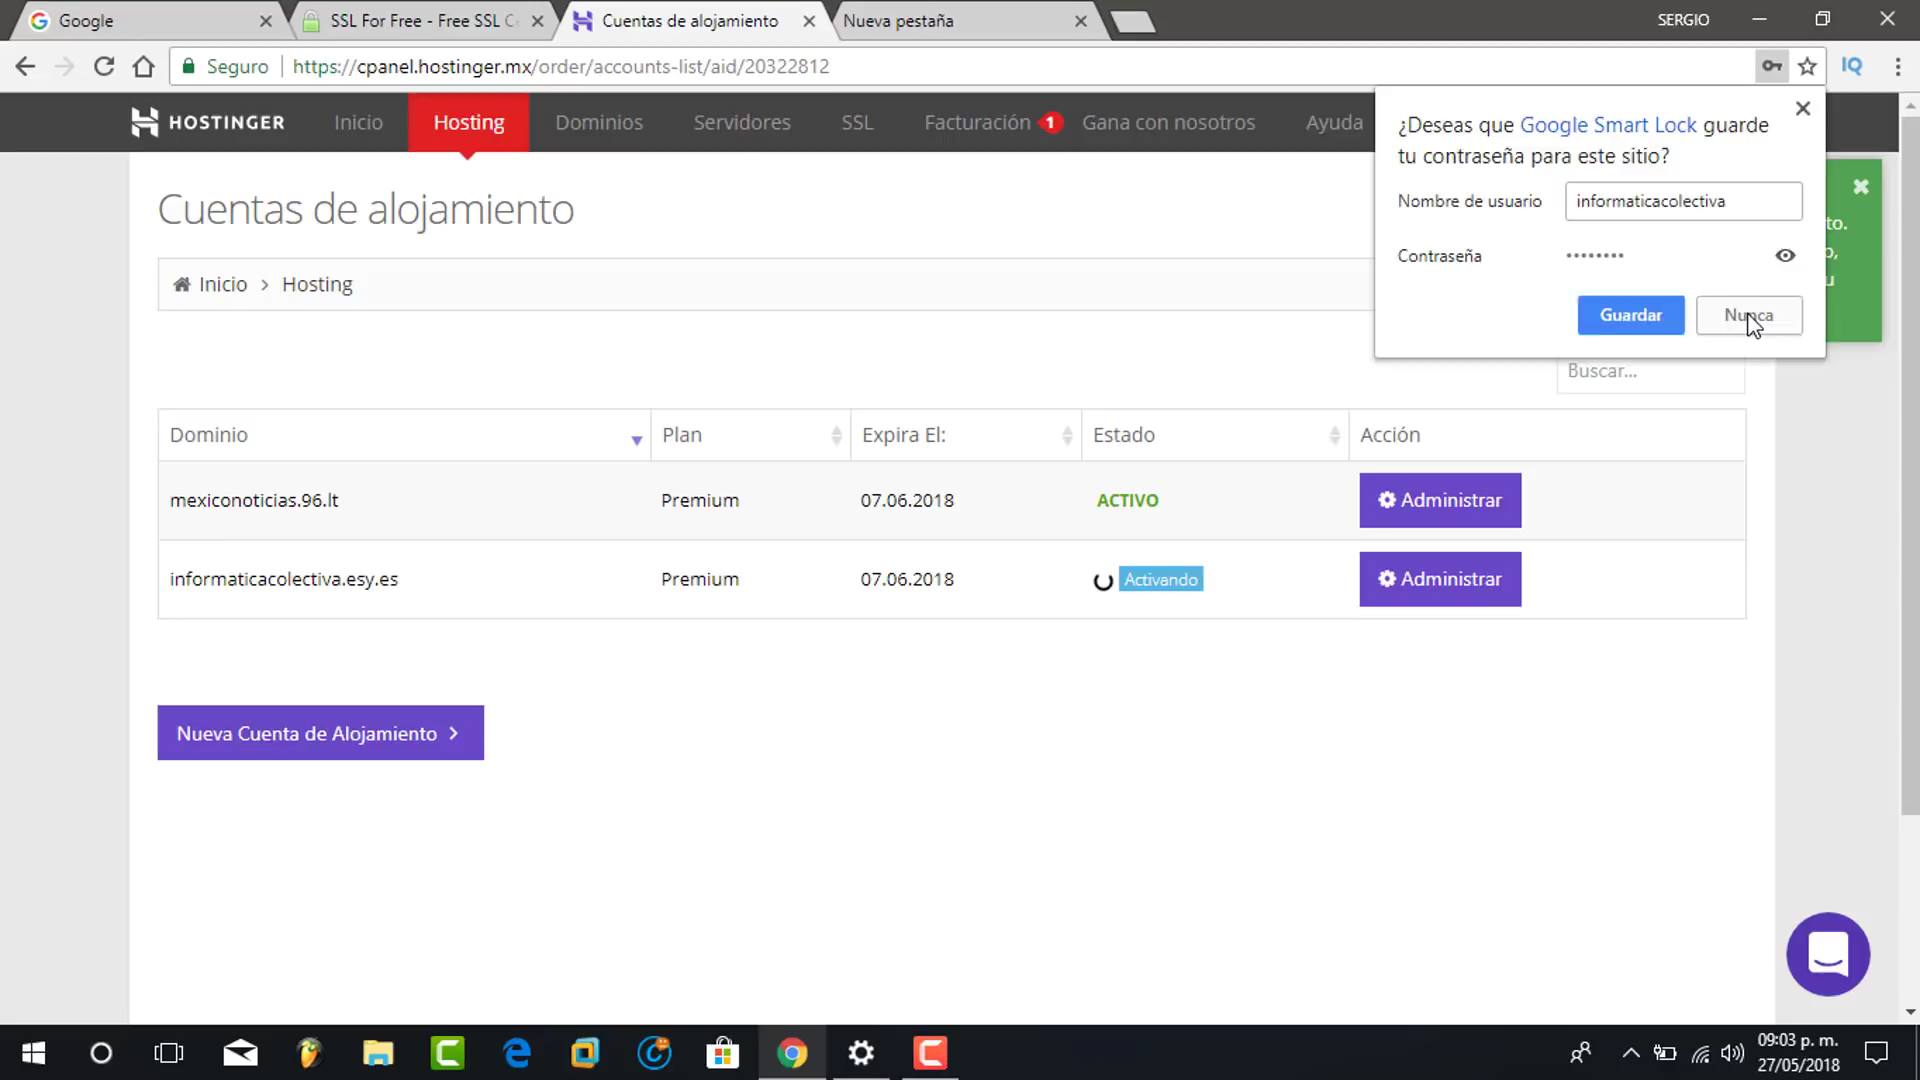 Google
SSL For Free - Free SSL C
Cuentas de alojamiento
Nueva pestaña
SERGIO
Seguro
https://cpanel.hostinger.mx/order/accounts-list/aid/20322812
IQ
HOSTINGER
Inicio
Hosting
Dominios
Servidores
SSL
Facturación 1
Gana con nosotros
Ayuda
¿Deseas que Google Smart Lock guarde
tu contraseña para este sitio?
Nombre de usuario
informaticacolectiva
Contraseña
••••••••
Guardar
Nunca
to.
o,
u
Cuentas de alojamiento
Inicio > Hosting
Buscar...
Dominio
Plan
Expira El:
Estado
Acción
mexiconoticias.96.lt
Premium
07.06.2018
ACTIVO
Administrar
informaticacolectiva.esy.es
Premium
07.06.2018
Activando
Administrar
Nueva Cuenta de Alojamiento >
09:03 p. m.
27/05/2018